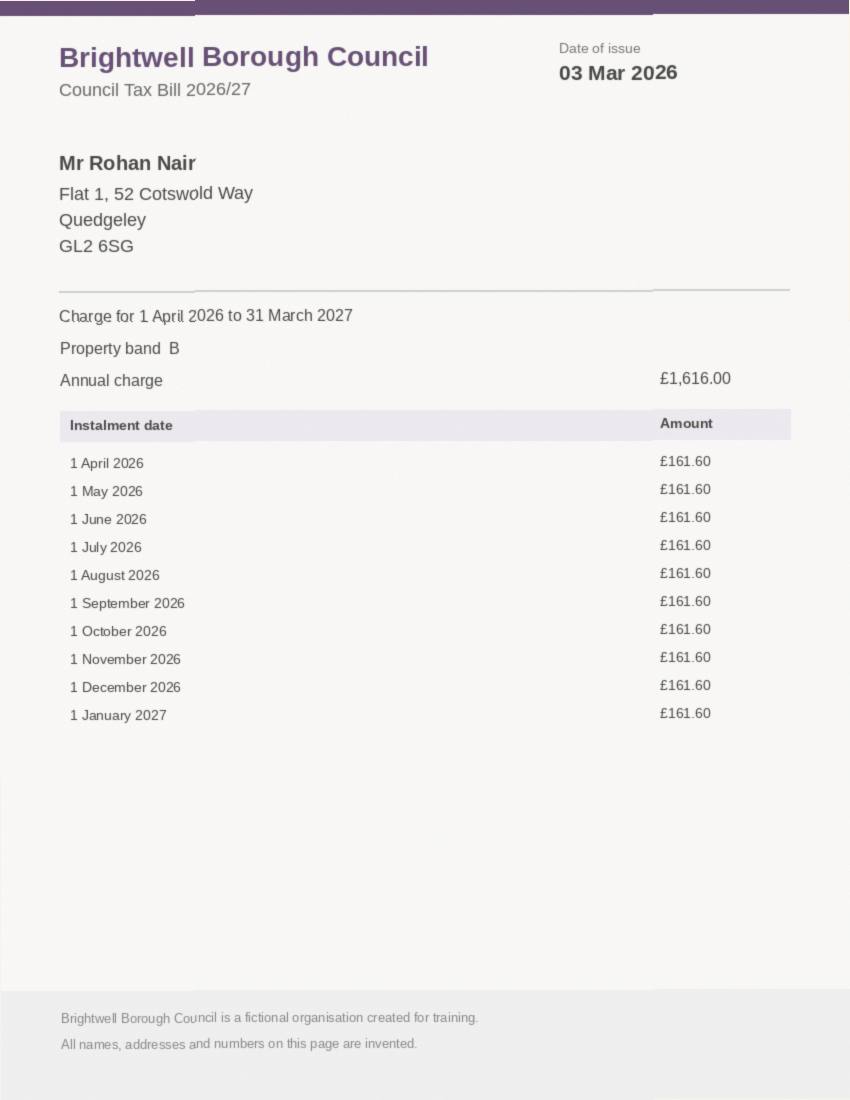 Brightwell Borough Council
Council Tax Bill 2026/27
Date of issue
03 Mar 2026
Mr Rohan Nair
Flat 1, 52 Cotswold Way
Quedgeley
GL2 6SG
Charge for 1 April 2026 to 31 March 2027
Property band B
Annual charge £1,616.00
Instalment date Amount
1 April 2026 £161.60
1 May 2026 £161.60
1 June 2026 £161.60
1 July 2026 £161.60
1 August 2026 £161.60
1 September 2026 £161.60
1 October 2026 £161.60
1 November 2026 £161.60
1 December 2026 £161.60
1 January 2027 £161.60
Brightwell Borough Council is a fictional organisation created for training.
All names, addresses and numbers on this page are invented.